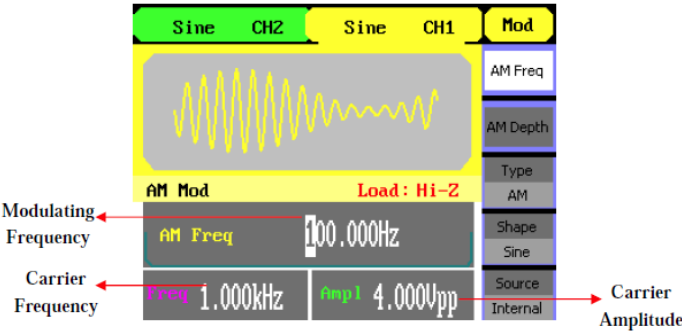 Sine CH2 Sine CH1 Mod
AM Freq
AM Depth
Type
AM Mod Load: Hi-Z AM
Modulating
Frequency
AM Freq 100.000Hz
Shape
Sine
Carrier
Frequency
Freq 1.000kHz Ampl 4.000Vpp
Source
Internal
Carrier
Amplitude